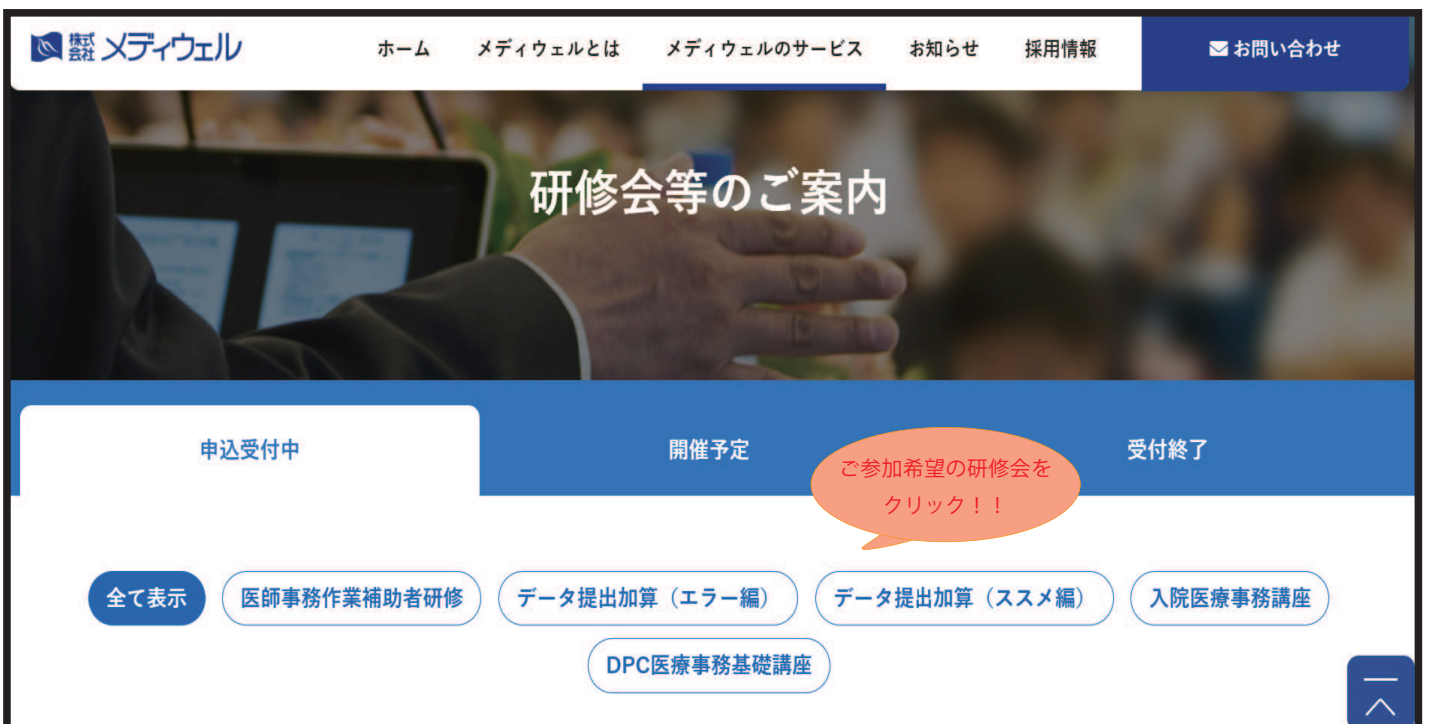 株式会社 メディウェル
ホーム メディウェルとは メディウェルのサービス お知らせ 採用情報 お問い合わせ
研修会等のご案内
申込受付中 開催予定 受付終了
ご参加希望の研修会を
クリック！！
全て表示 医師事務作業補助者研修 データ提出加算（エラー編） データ提出加算（ススメ編） 入院医療事務講座
DPC医療事務基礎講座